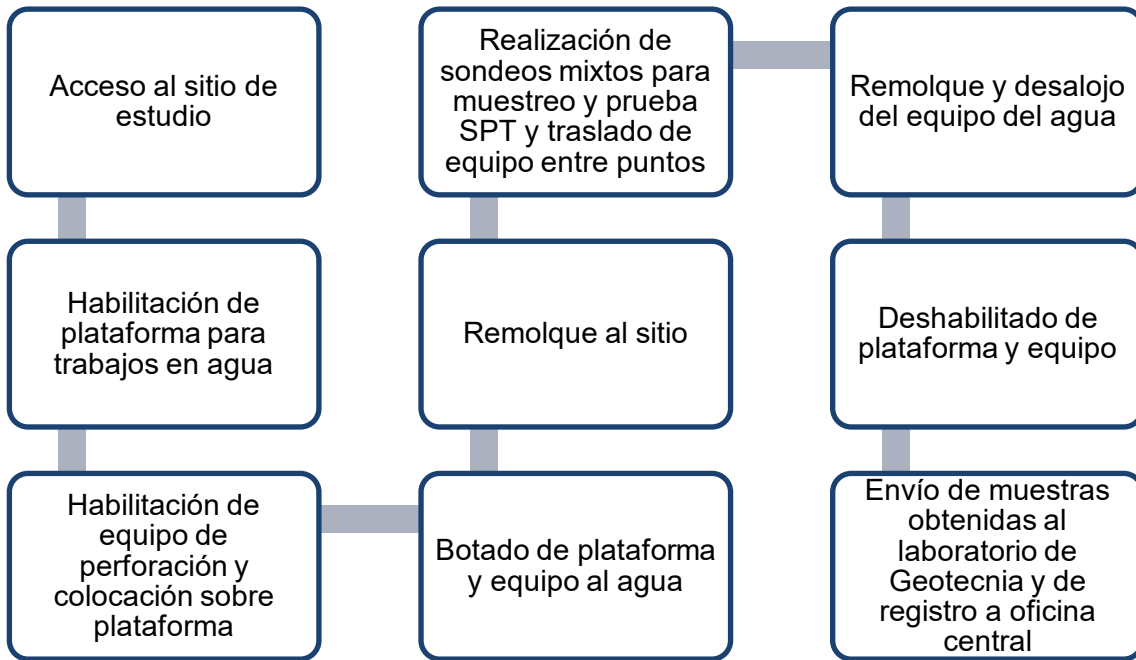 Acceso al sitio de
estudio
Habilitación de
plataforma para
trabajos en agua
Habilitación de
equipo de
perforación y
colocación sobre
plataforma
Botado de plataforma
y equipo al agua
Remolque al sitio
Realización de
sondeos mixtos para
muestreo y prueba
SPT y traslado de
equipo entre puntos
Remolque y desalojo
del equipo del agua
Deshabilitado de
plataforma y equipo
Envío de muestras
obtenidas al
laboratorio de
Geotecnia y de
registro a oficina
central